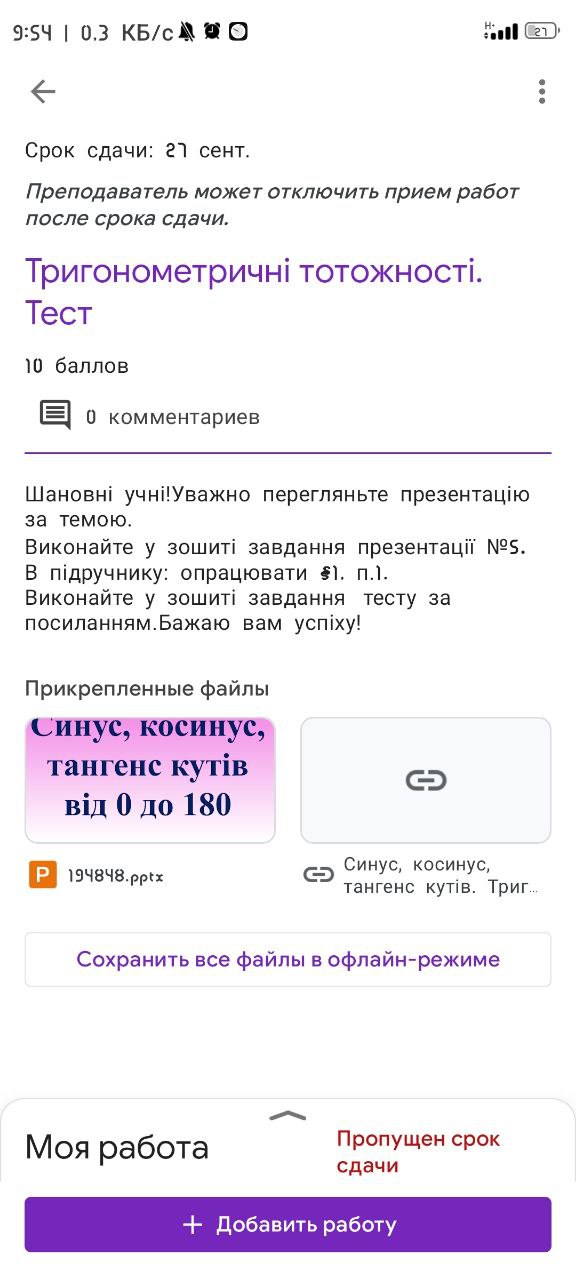 9:54 | 0.3 КБ/с
27
Срок сдачи: 27 сент.
Преподаватель может отключить прием работ
после срока сдачи.
Тригонометричні тотожності.
Тест
10 баллов
0 комментариев
Шановні учні!Уважно перегляньте презентацію
за темою.
Виконайте у зошиті завдання презентації №5.
В підручнику: опрацювати §1. п.1.
Виконайте у зошиті завдання тесту за
посиланням.Бажаю вам успіху!
Прикрепленные файлы
Синус, косинус,
тангенс кутів
від 0 до 180
P 194848.pptx
Синус, косинус,
тангенс кутів. Триг...
Сохранить все файлы в офлайн-режиме
Моя работа
Пропущен срок
сдачи
+ Добавить работу